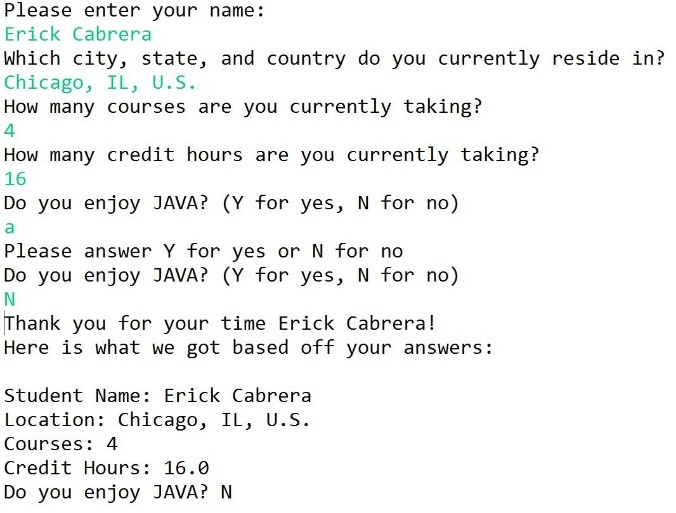 Please enter your name:
Erick Cabrera
Which city, state, and country do you currently reside in?
Chicago, IL, U.S.
How many courses are you currently taking?
4
How many credit hours are you currently taking?
16
Do you enjoy JAVA? (Y for yes, N for no)
a
Please answer Y for yes or N for no
Do you enjoy JAVA? (Y for yes, N for no)
N
Thank you for your time Erick Cabrera!
Here is what we got based off your answers:

Student Name: Erick Cabrera
Location: Chicago, IL, U.S.
Courses: 4
Credit Hours: 16.0
Do you enjoy JAVA? N